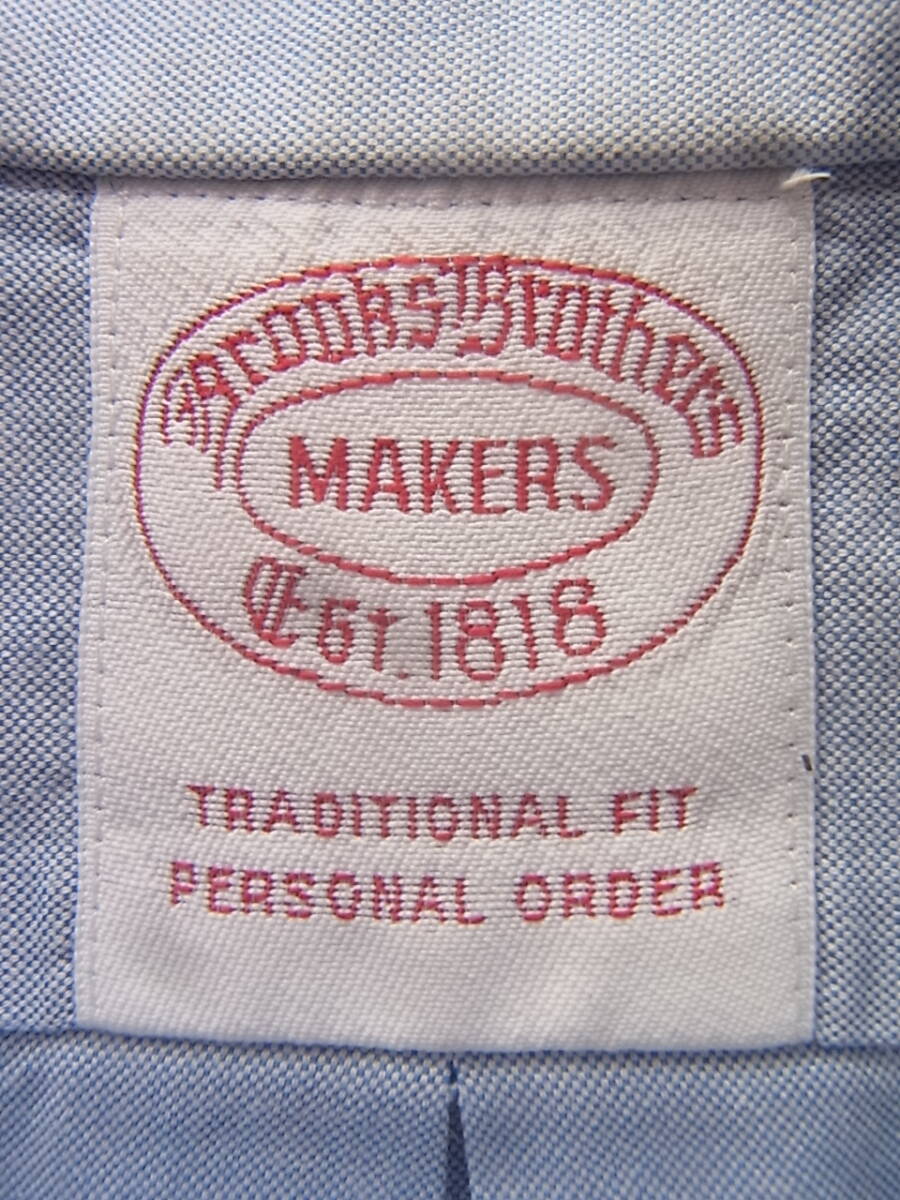 Brooks Brothers
MAKERS
EST. 1818
TRADITIONAL FIT
PERSONAL ORDER